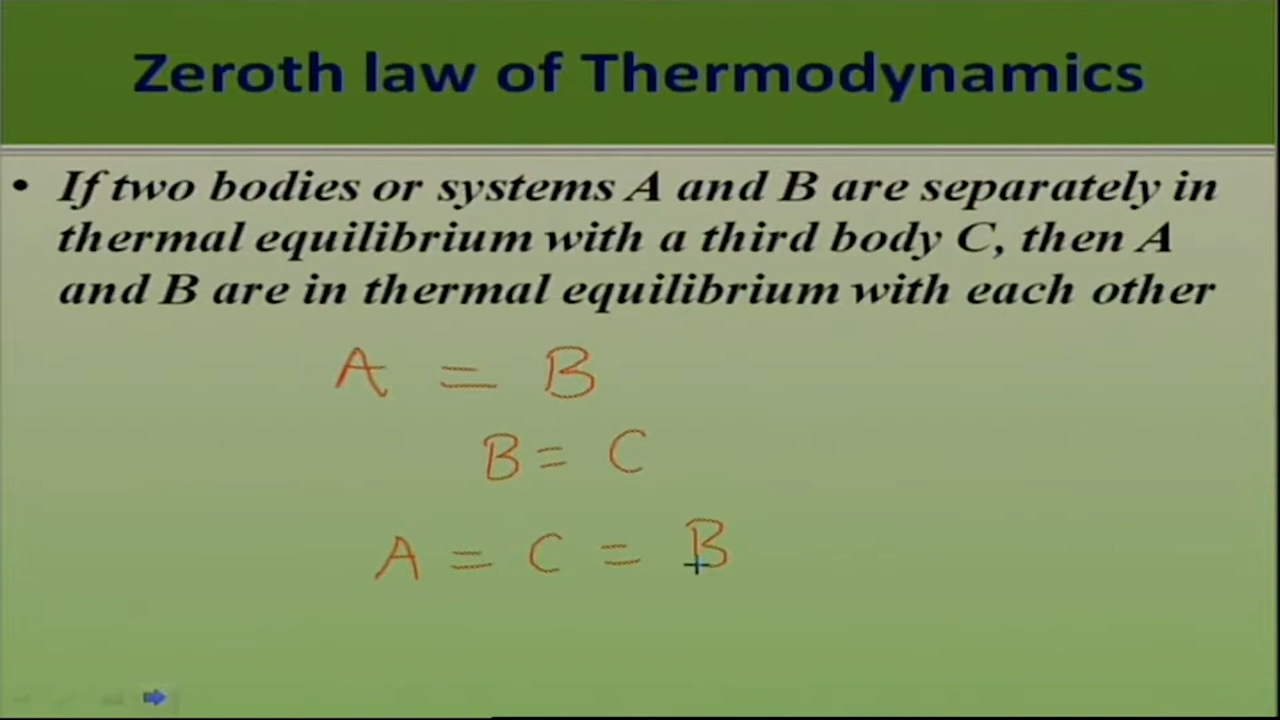 Zeroth law of Thermodynamics
• If two bodies or systems A and B are separately in
thermal equilibrium with a third body C, then A
and B are in thermal equilibrium with each other
A = B
B = C
A = C = B